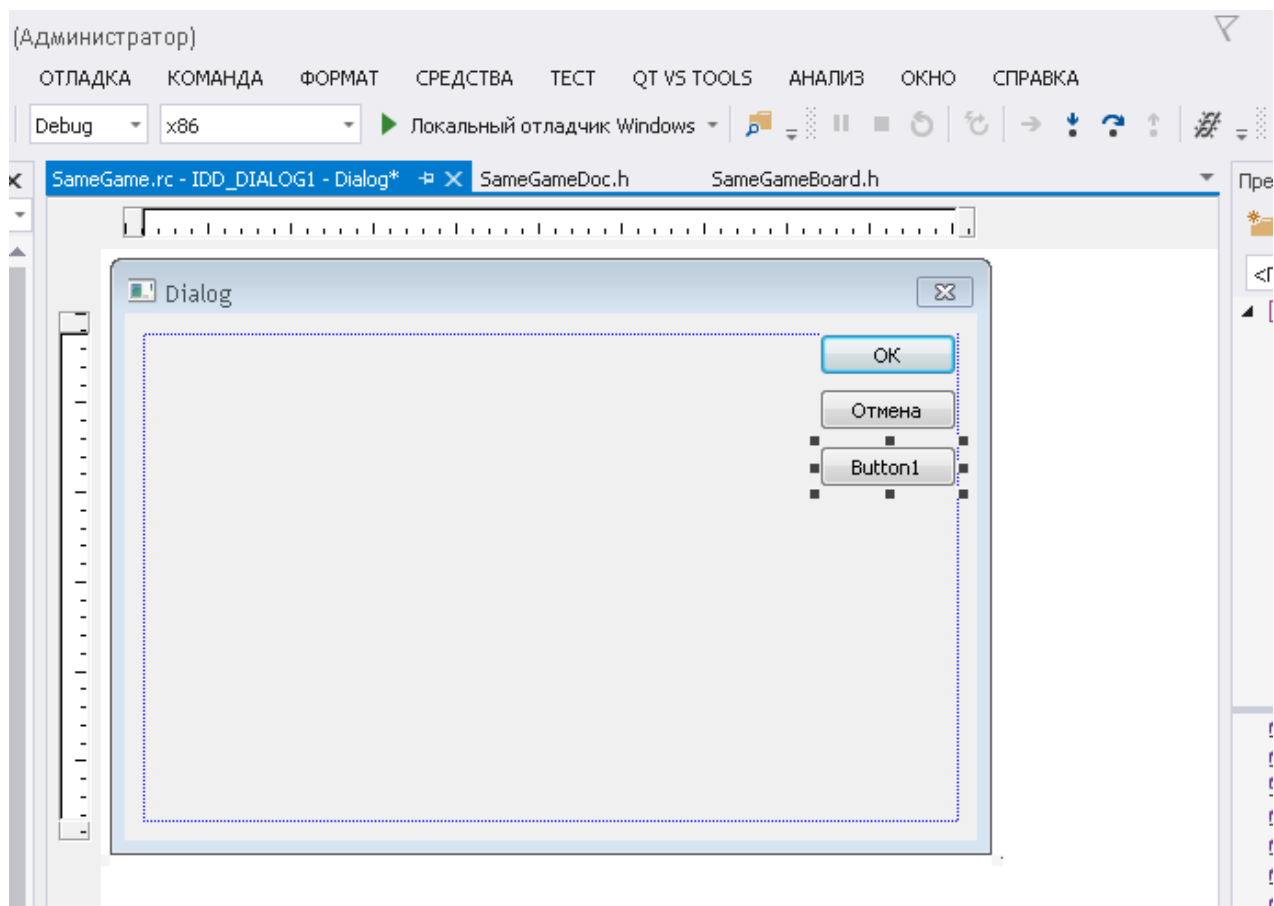 (Администратор)
ОТЛАДКА КОМАНДА ФОРМАТ СРЕДСТВА ТЕСТ QT VS TOOLS АНАЛИЗ ОКНО СПРАВКА
Debug x86 Локальный отладчик Windows
SameGame.rc - IDD_DIALOG1 - Dialog* SameGameDoc.h SameGameBoard.h
Dialog
ОК
Отмена
Button1